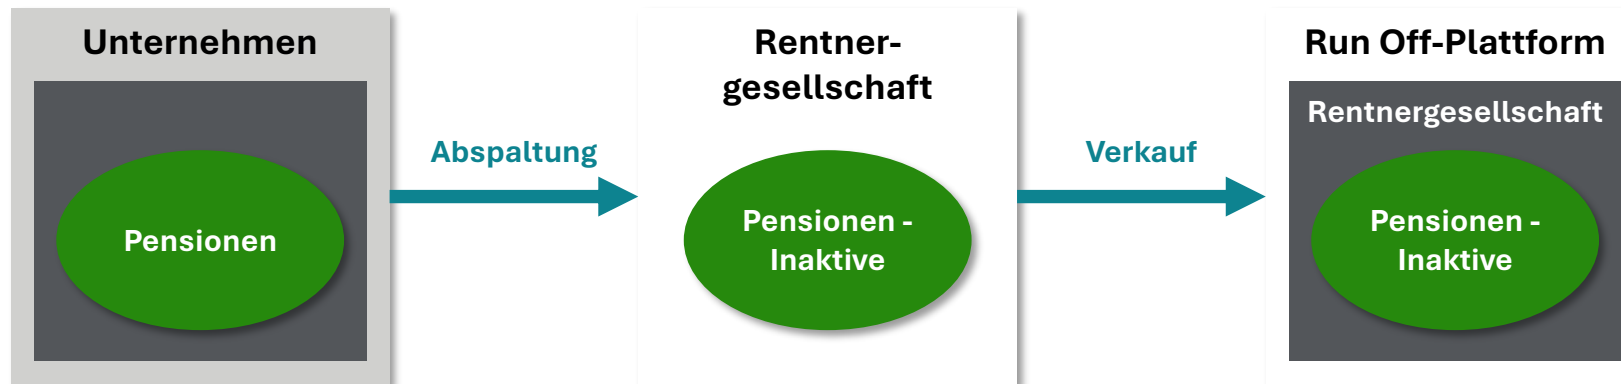 Unternehmen
Pensionen
Abspaltung
Rentner-
gesellschaft
Pensionen -
Inaktive
Verkauf
Run Off-Plattform
Rentnergesellschaft
Pensionen -
Inaktive